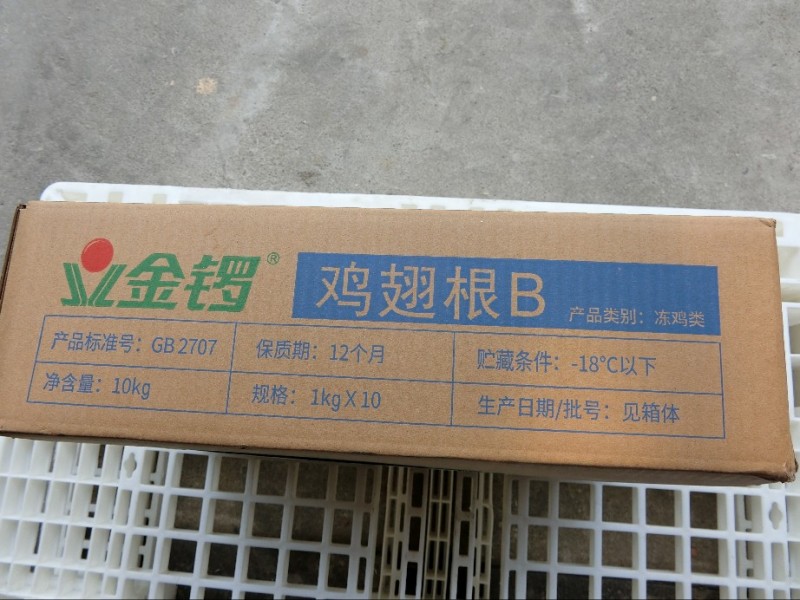 金锣®
鸡翅根B 产品类别：冻鸡类
产品标准号：GB 2707 保质期：12个月 贮藏条件：-18℃以下
净含量：10kg 规格：1kg X 10 生产日期/批号：见箱体